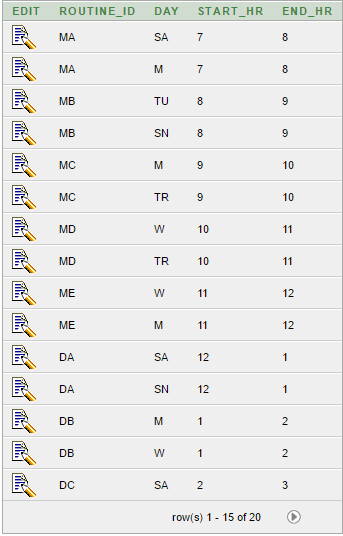 EDIT ROUTINE_ID DAY START_HR END_HR
MA SA 7 8
MA M 7 8
MB TU 8 9
MB SN 8 9
MC M 9 10
MC TR 9 10
MD W 10 11
MD TR 10 11
ME W 11 12
ME M 11 12
DA SA 12 1
DA SN 12 1
DB M 1 2
DB W 1 2
DC SA 2 3
row(s) 1 - 15 of 20